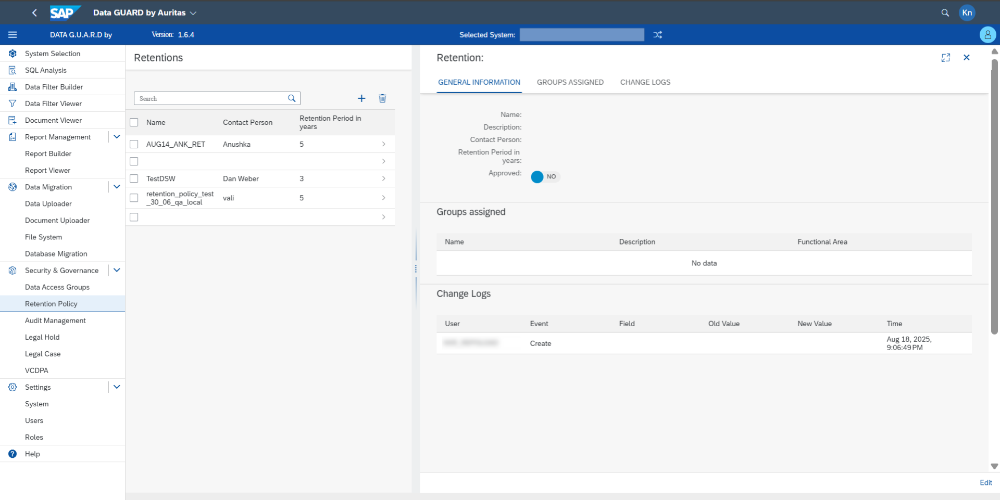 SAP
Data GUARD by Auritas
Kn
DATA G.U.A.R.D by
Version: 1.6.4
Selected System:
System Selection
SQL Analysis
Data Filter Builder
Data Filter Viewer
Document Viewer
Report Management
Report Builder
Report Viewer
Data Migration
Data Uploader
Document Uploader
File System
Database Migration
Security & Governance
Data Access Groups
Retention Policy
Audit Management
Legal Hold
Legal Case
VCDPA
Settings
System
Users
Roles
Help
Retentions
Search
Name Contact Person Retention Period in
years
AUG14_ANK_RET Anushka 5
TestDSW Dan Weber 3
retention_policy_test
_30_06_qa_local vali 5
Retention:
GENERAL INFORMATION GROUPS ASSIGNED CHANGE LOGS
Name:
Description:
Contact Person:
Retention Period in
years:
Approved: NO
Groups assigned
Name Description Functional Area
No data
Change Logs
User Event Field Old Value New Value Time
Create Aug 18, 2025,
9:06:49 PM
Edit